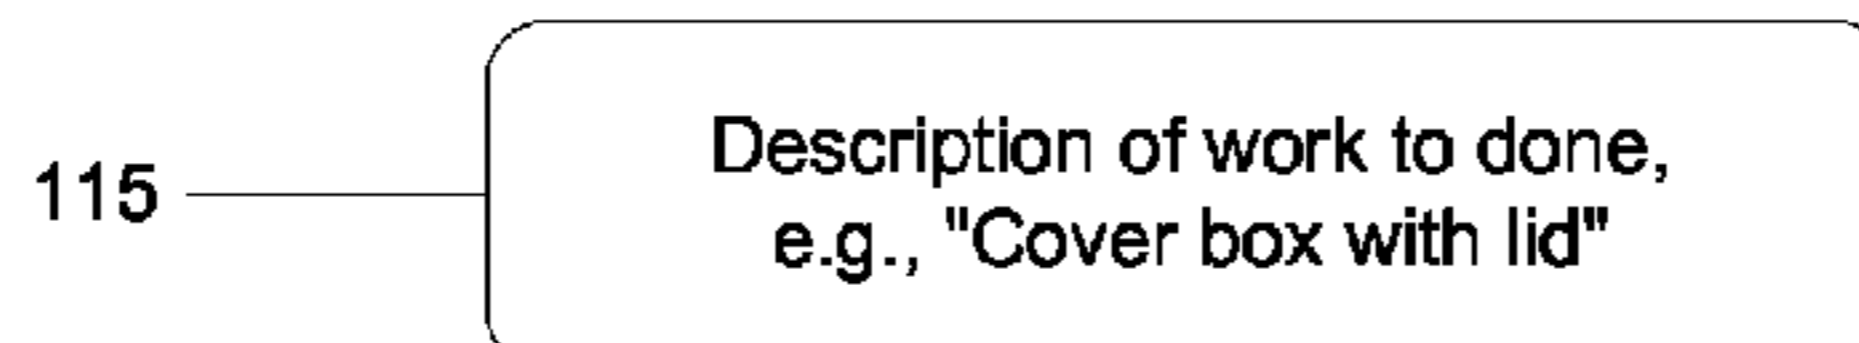 Description of work to done,
115
e.g., "Cover box with lid"